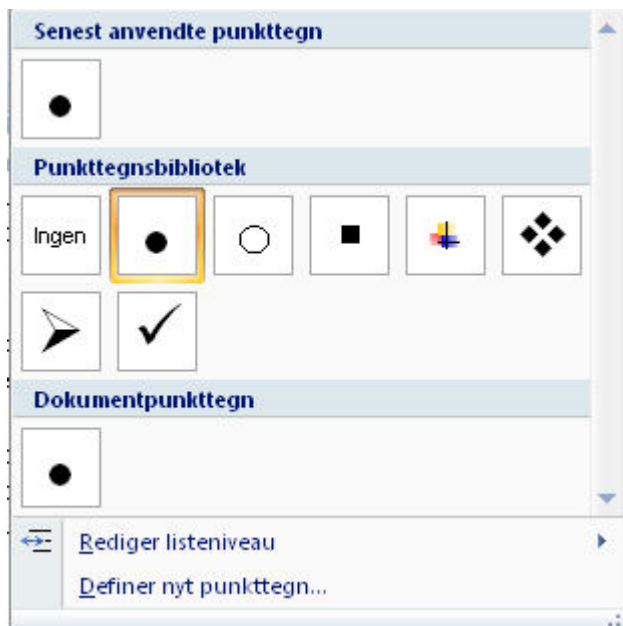 Senest anvendte punkttegn
Punkttegnsbibliotek
Ingen
Dokumentpunkttegn
Rediger listeniveau
Definer nyt punkttegn...